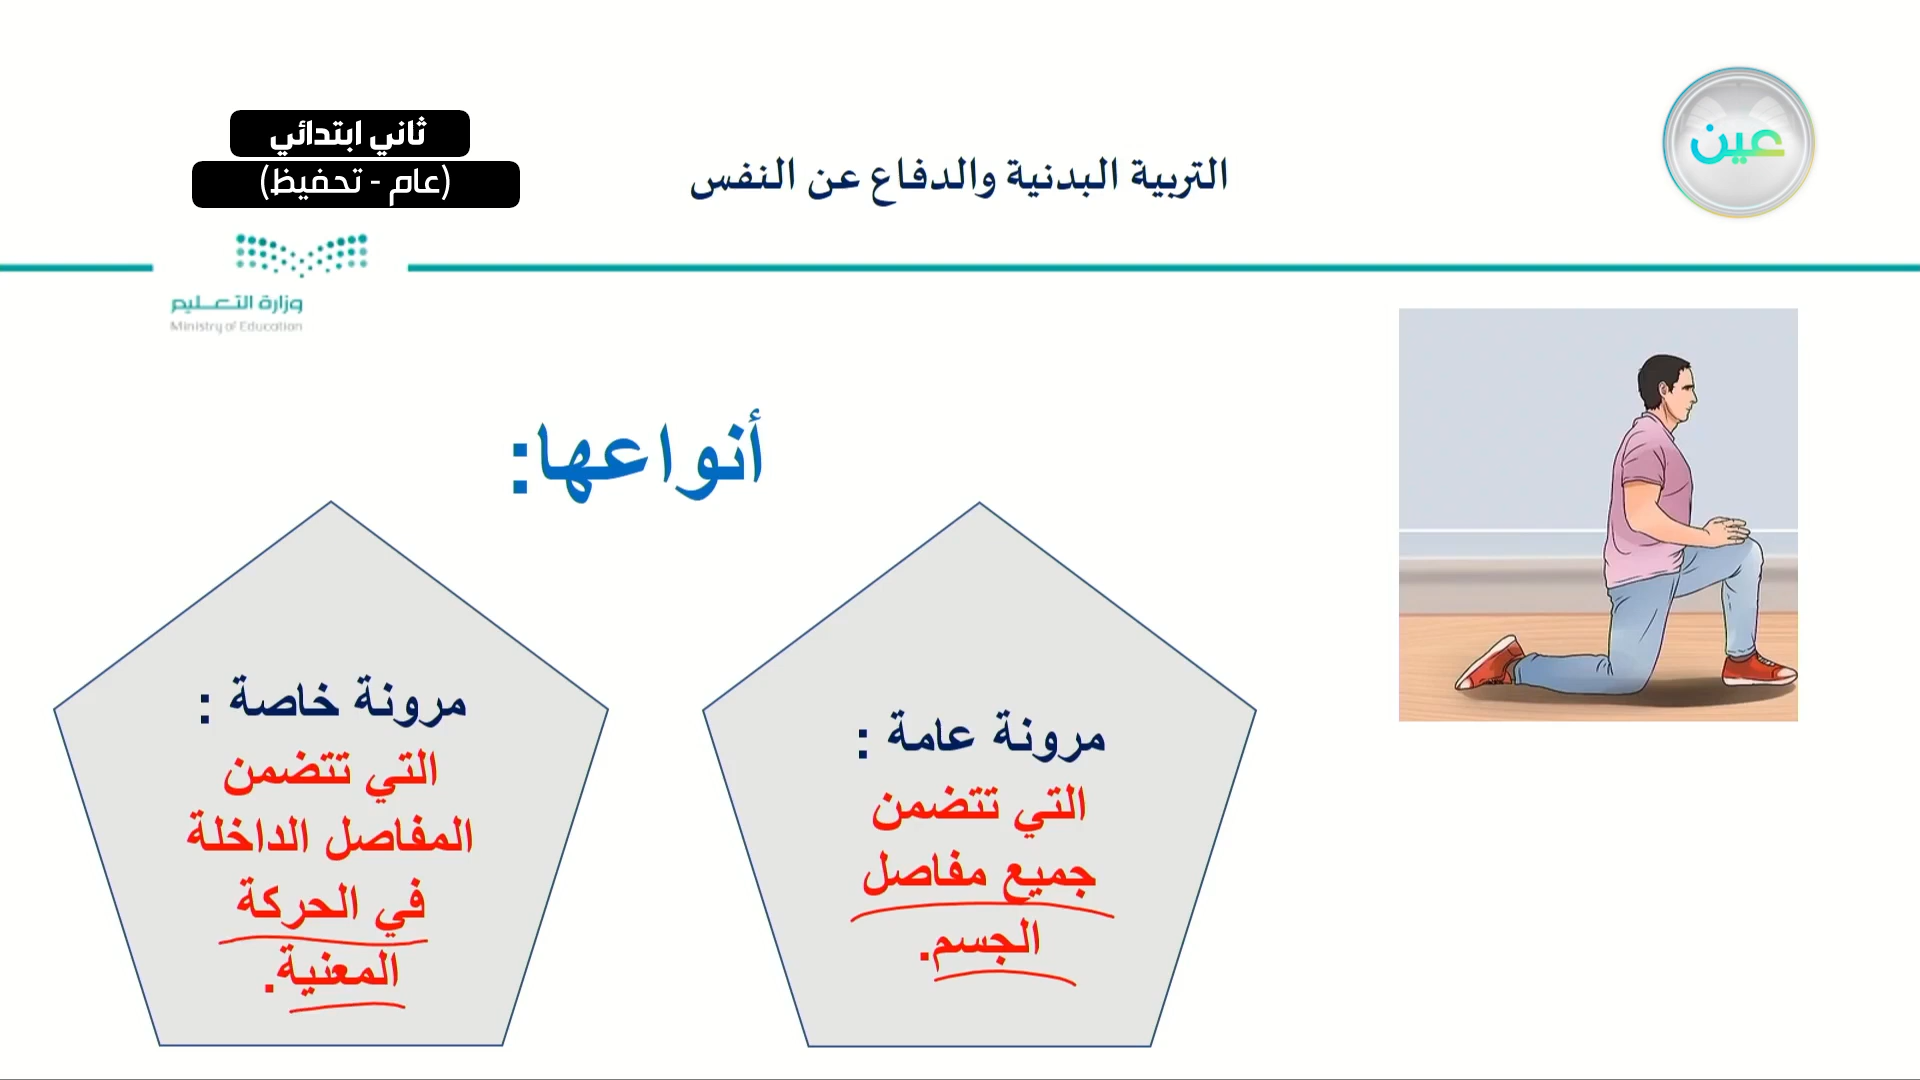 عين
التربية البدنية والدفاع عن النفس
ثاني ابتدائي
(عام - تحفيظ)
وزارة التعليم
Ministry of Education
أنواعها:
مرونة عامة :
التي تتضمن
جميع مفاصل
الجسم.
مرونة خاصة :
التي تتضمن
المفاصل الداخلة
في الحركة
المعنية.